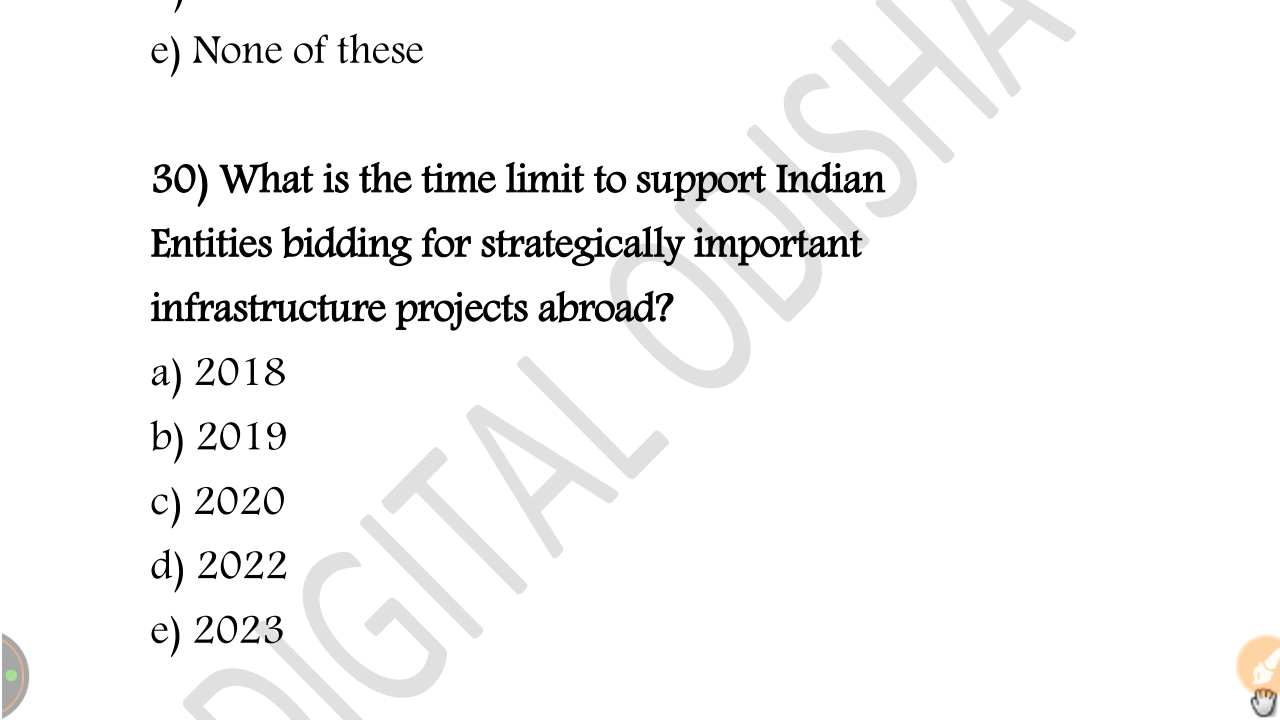 e) None of these
30) What is the time limit to support Indian
Entities bidding for strategically important
infrastructure projects abroad?
a) 2018
b) 2019
c) 2020
d) 2022
e) 2023
DIGITAL ODISHA